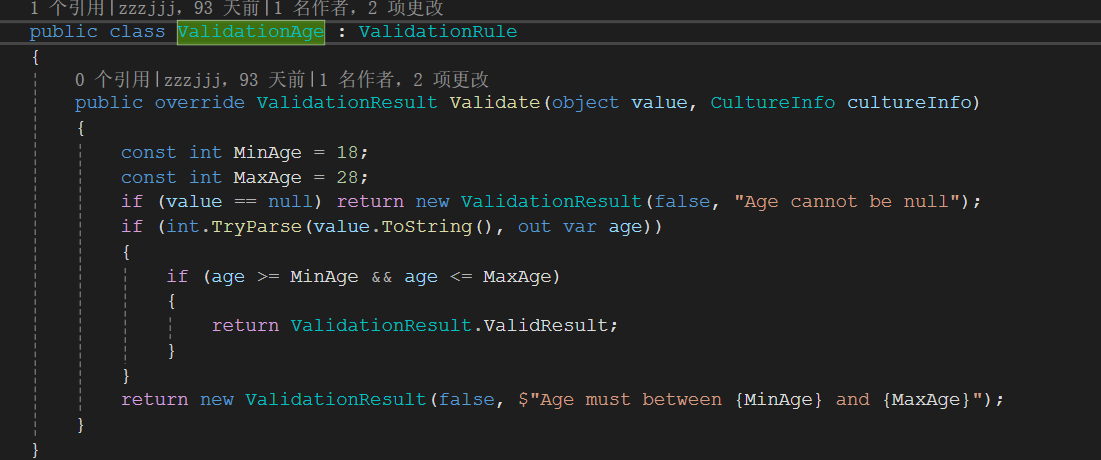 1 个引用|zzzjjj，93 天前|1 名作者，2 项更改
public class ValidationAge : ValidationRule
{
0 个引用|zzzjjj，93 天前|1 名作者，2 项更改
public override ValidationResult Validate(object value, CultureInfo cultureInfo)
{
const int MinAge = 18;
const int MaxAge = 28;
if (value == null) return new ValidationResult(false, "Age cannot be null");
if (int.TryParse(value.ToString(), out var age))
{
if (age >= MinAge && age <= MaxAge)
{
return ValidationResult.ValidResult;
}
}
return new ValidationResult(false, $"Age must between {MinAge} and {MaxAge}");
}
}